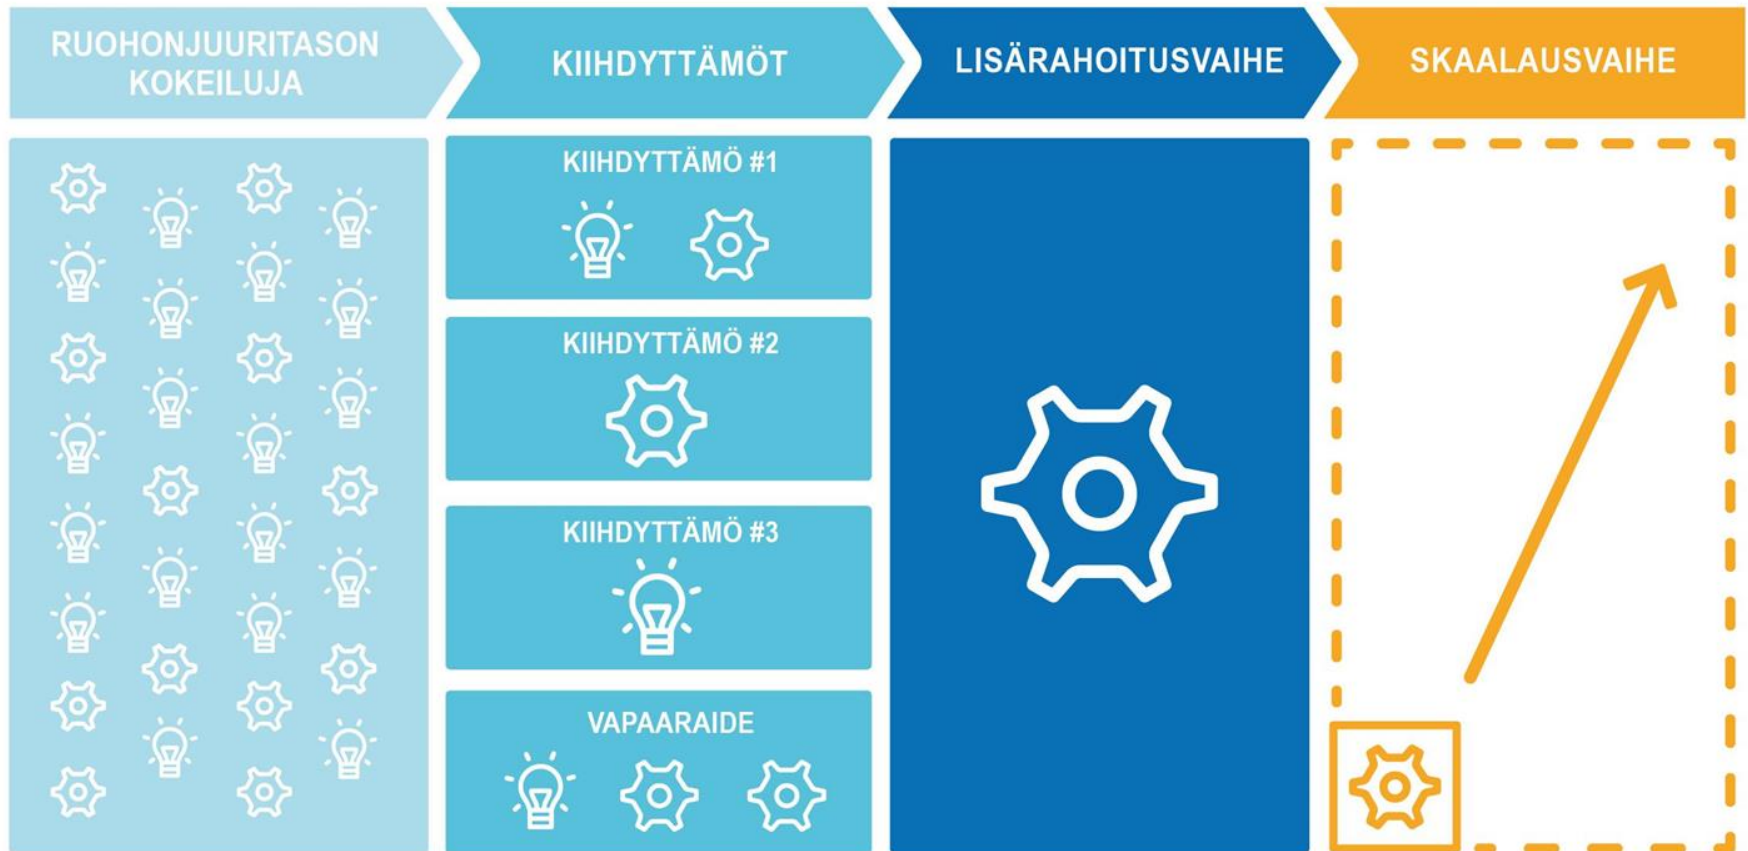 RUOHONJUURITASON
KOKEILUJA
KIIHDYTTÄMÖT
LISÄRAHOITUSVAIHE
SKAALAUSVAIHE
KIIHDYTTÄMÖ #1
KIIHDYTTÄMÖ #2
KIIHDYTTÄMÖ #3
VAPAARAIDE